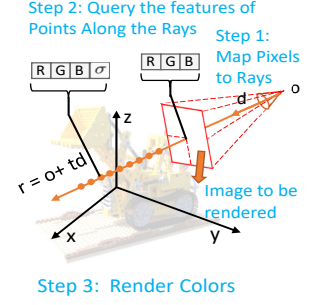 Step 2: Query the features of
Points Along the Rays
Step 1:
Map Pixels
to Rays
R G B σ
R G B
d
o
z
r = o+ td
Image to be
rendered
x
y
Step 3: Render Colors